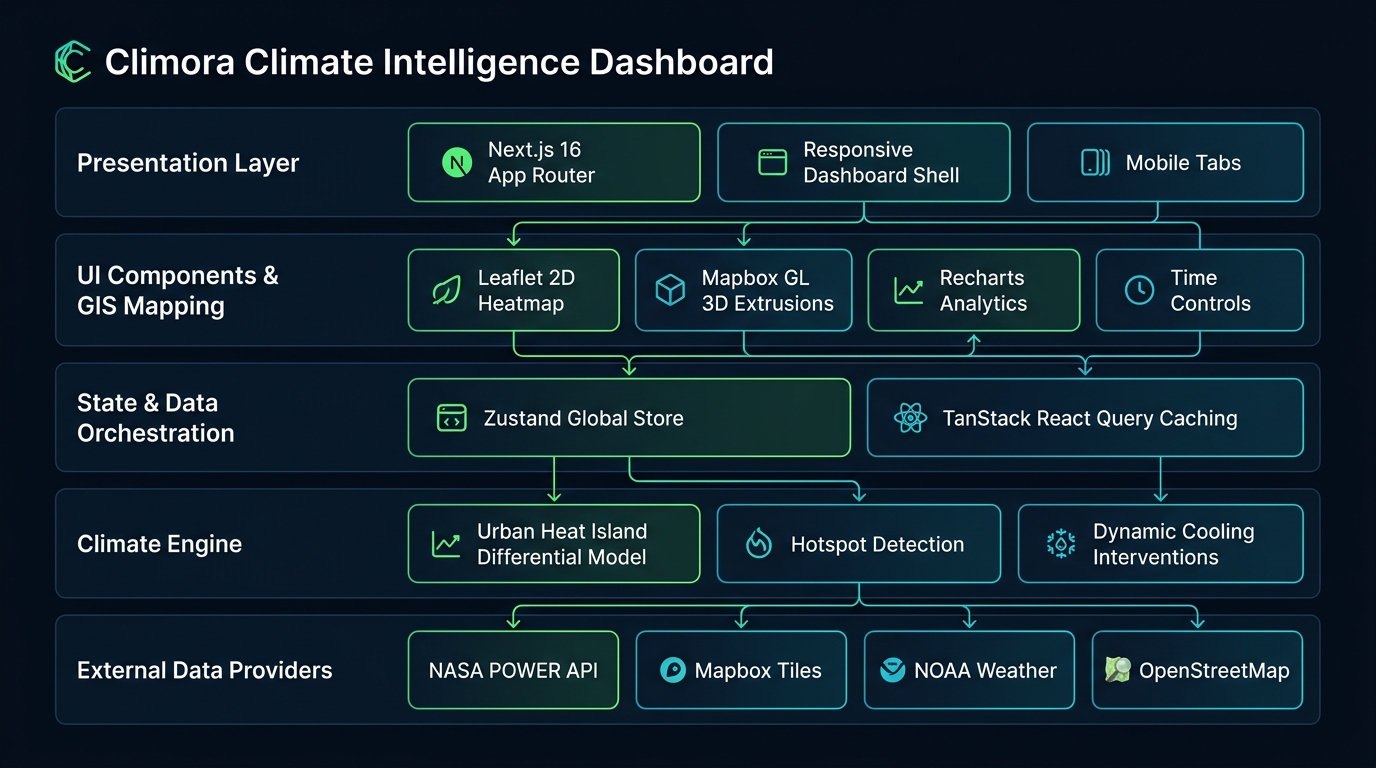 Climora Climate Intelligence Dashboard
Presentation Layer
Next.js 16
App Router
Responsive
Dashboard Shell
Mobile Tabs
UI Components &
GIS Mapping
Leaflet 2D
Heatmap
Mapbox GL
3D Extrusions
Recharts
Analytics
Time
Controls
State & Data
Orchestration
Zustand Global Store
TanStack React Query Caching
Climate Engine
Urban Heat Island
Differential Model
Hotspot Detection
Dynamic Cooling
Interventions
External Data Providers
NASA POWER API
Mapbox Tiles
NOAA Weather
OpenStreetMap